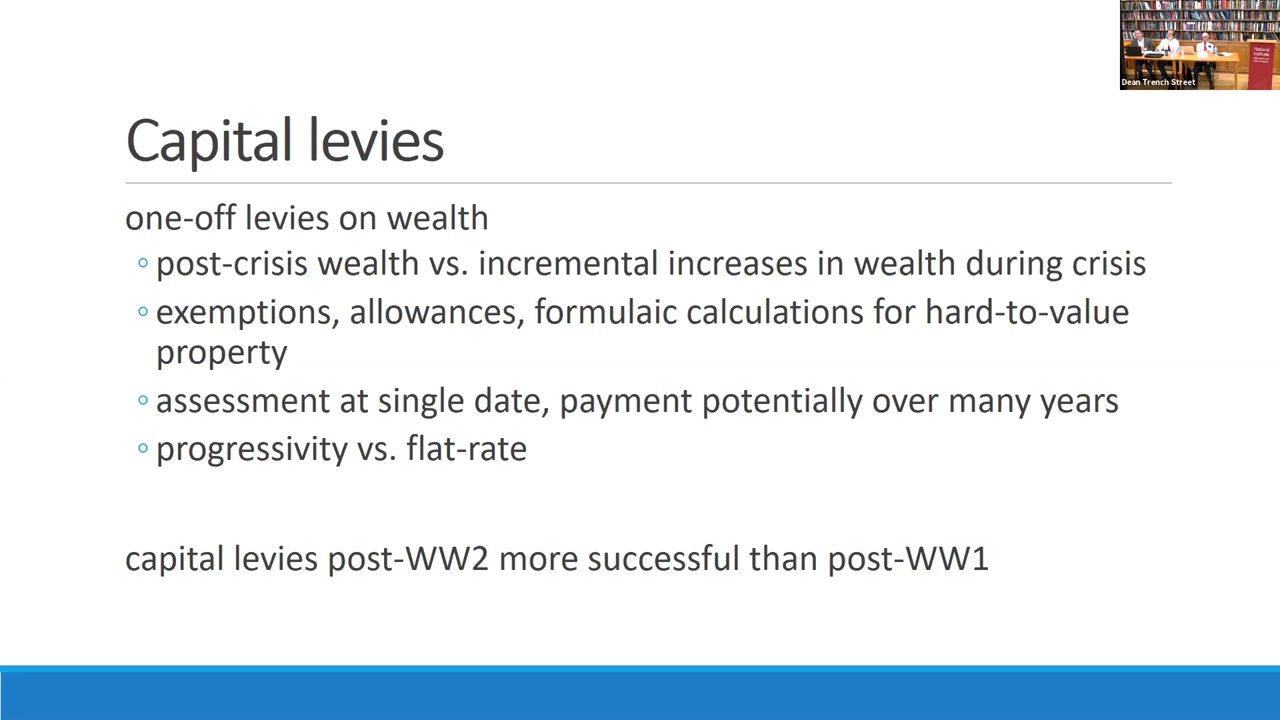 Dean Trench Street
National
Institute
Capital levies
one-off levies on wealth
post-crisis wealth vs. incremental increases in wealth during crisis
exemptions, allowances, formulaic calculations for hard-to-value
property
assessment at single date, payment potentially over many years
progressivity vs. flat-rate
capital levies post-WW2 more successful than post-WW1